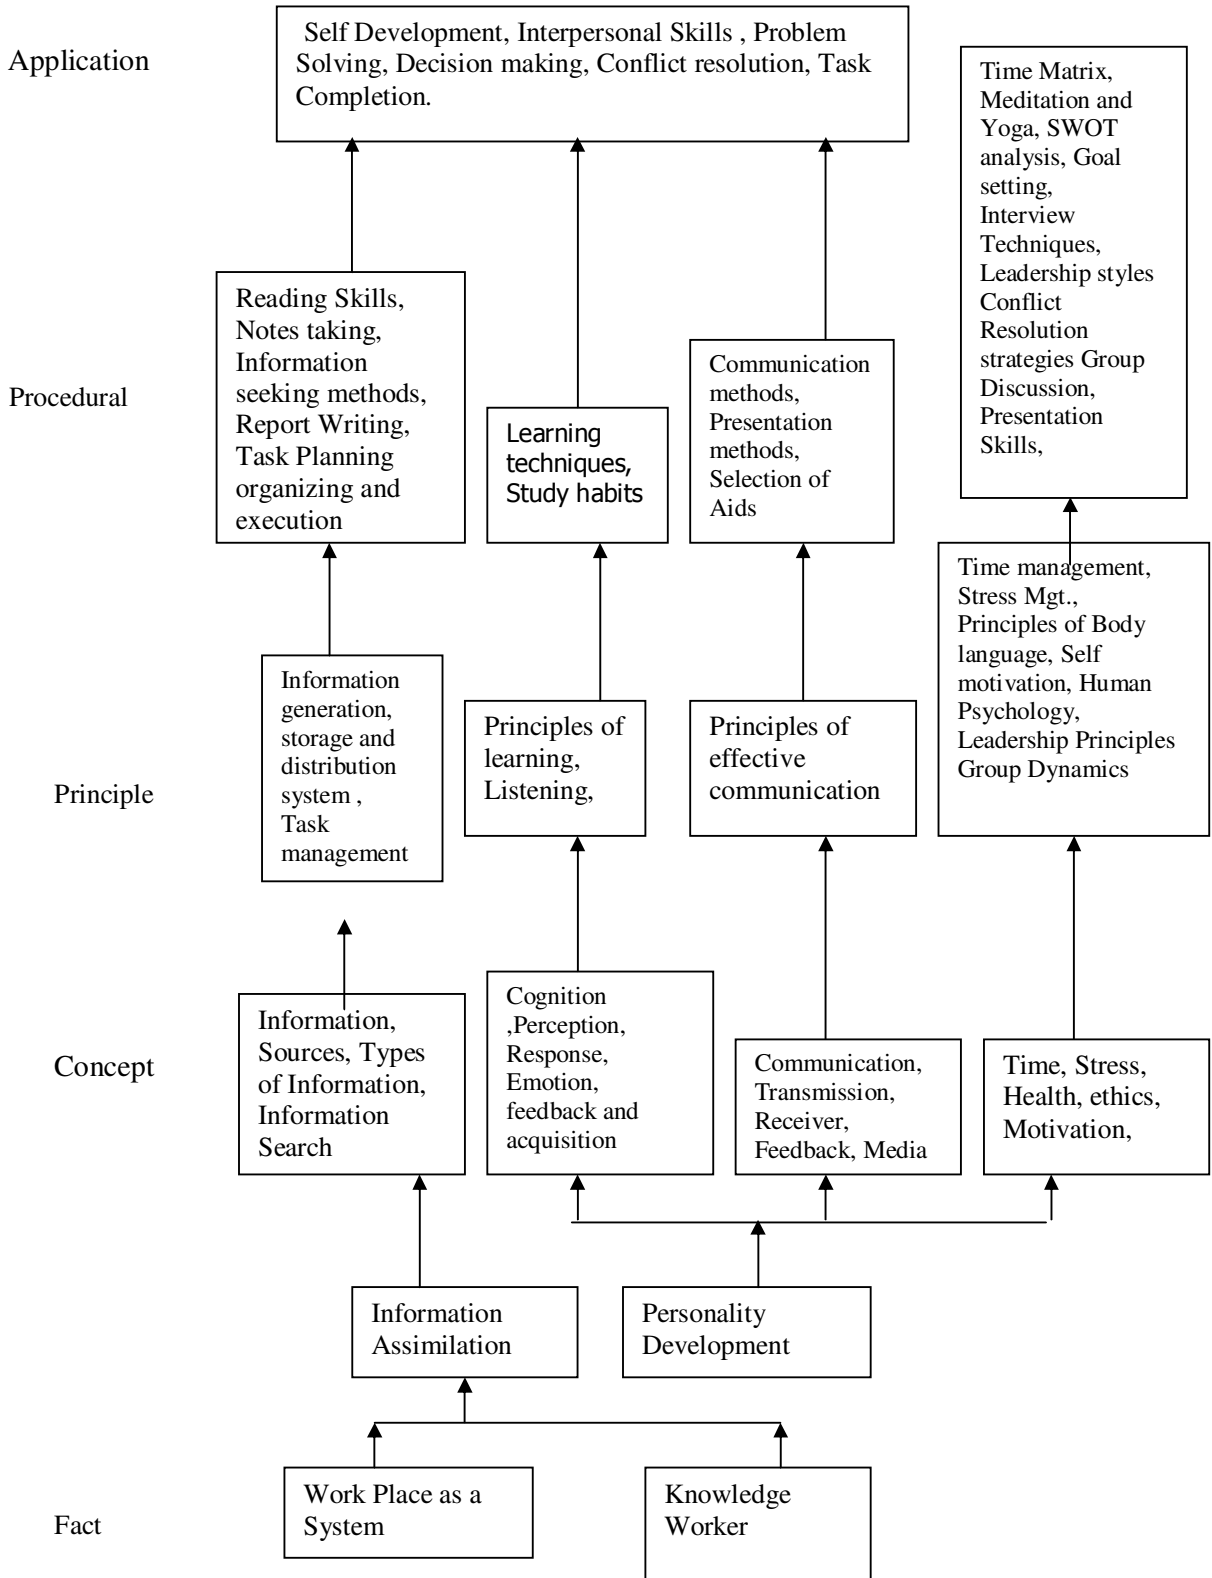 Application
Self Development, Interpersonal Skills , Problem
Solving, Decision making, Conflict resolution, Task
Completion.
Time Matrix,
Meditation and
Yoga, SWOT
analysis, Goal
setting,
Interview
Techniques,
Leadership styles
Conflict
Resolution
strategies Group
Discussion,
Presentation
Skills,
Procedural
Reading Skills,
Notes taking,
Information
seeking methods,
Report Writing,
Task Planning
organizing and
execution
Learning
techniques,
Study habits
Communication
methods,
Presentation
methods,
Selection of
Aids
Time management,
Stress Mgt.,
Principles of Body
language, Self
motivation, Human
Psychology,
Leadership Principles
Group Dynamics
Principle
Information
generation,
storage and
distribution
system ,
Task
management
Principles of
learning,
Listening,
Principles of
effective
communication
Concept
Information,
Sources, Types
of Information,
Information
Search
Cognition
,Perception,
Response,
Emotion,
feedback and
acquisition
Communication,
Transmission,
Receiver,
Feedback, Media
Time, Stress,
Health, ethics,
Motivation,
Information
Assimilation
Personality
Development
Fact
Work Place as a
System
Knowledge
Worker